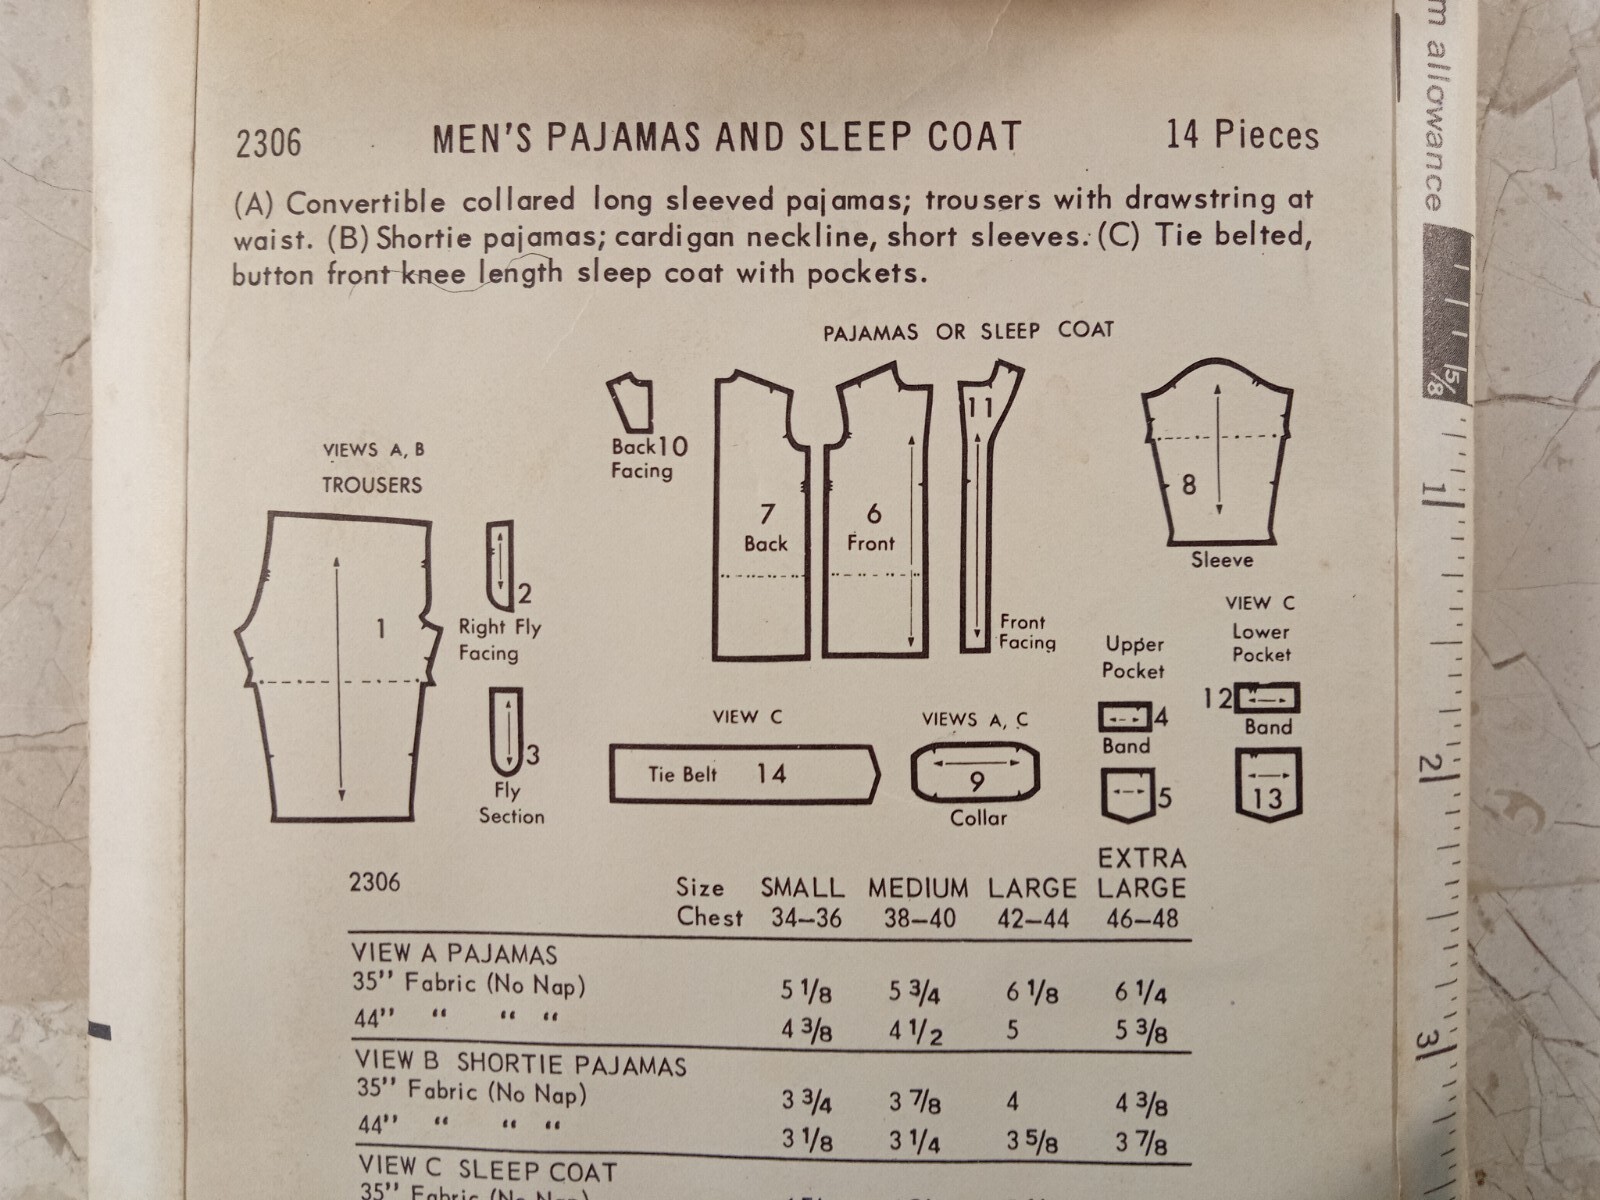 2306 MEN'S PAJAMAS AND SLEEP COAT 14 Pieces
(A) Convertible collared long sleeved pajamas; trousers with drawstring at
waist. (B) Shortie pajamas; cardigan neckline, short sleeves. (C) Tie belted,
button front knee length sleep coat with pockets.
PAJAMAS OR SLEEP COAT
VIEWS A, B
TROUSERS
1
2
Right Fly
Facing
3
Fly
Section
Back 10
Facing
7
Back
6
Front
11
Front
Facing
8
Sleeve
VIEW C
Tie Belt 14
VIEWS A, C
9
Collar
Upper
Pocket
4
Band
5
VIEW C
Lower
Pocket
12
Band
13
2306 Size SMALL MEDIUM LARGE EXTRA LARGE
Chest 34–36 38–40 42–44 46–48
VIEW A PAJAMAS
35" Fabric (No Nap) 5 1/8 5 3/4 6 1/8 6 1/4
44" " " " 4 3/8 4 1/2 5 5 3/8
VIEW B SHORTIE PAJAMAS
35" Fabric (No Nap) 3 3/4 3 7/8 4 4 3/8
44" " " " 3 1/8 3 1/4 3 5/8 3 7/8
VIEW C SLEEP COAT
35" Fabric (No Nap)
m allowance
5/8
1
2
3